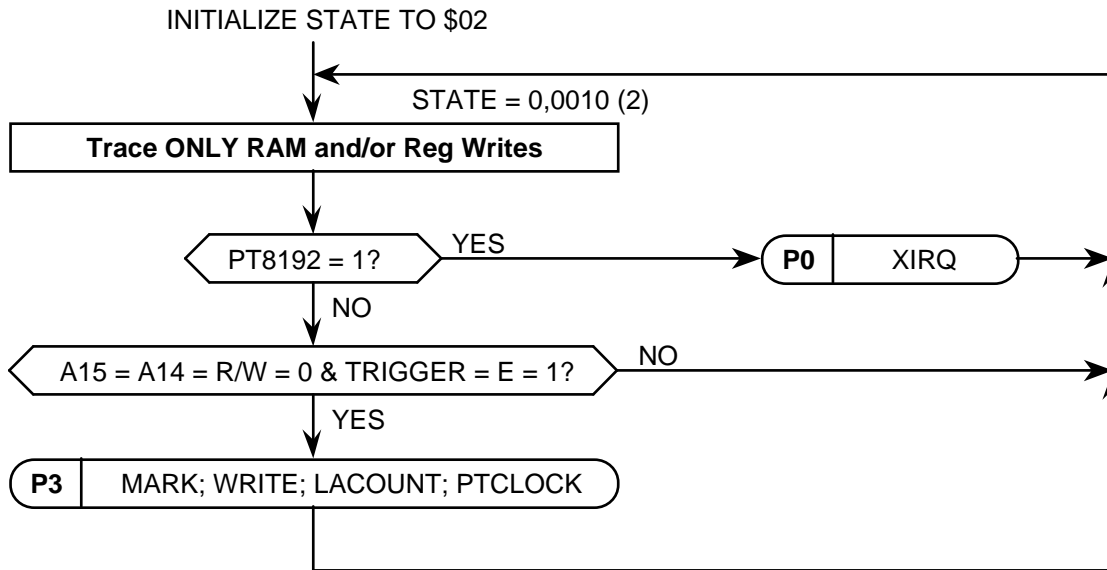 INITIALIZE STATE TO $02
STATE = 0,0010 (2)
Trace ONLY RAM and/or Reg Writes
PT8192 = 1?
YES
P0 XIRQ
NO
A15 = A14 = R/W = 0 & TRIGGER = E = 1?
NO
YES
P3 MARK; WRITE; LACOUNT; PTCLOCK